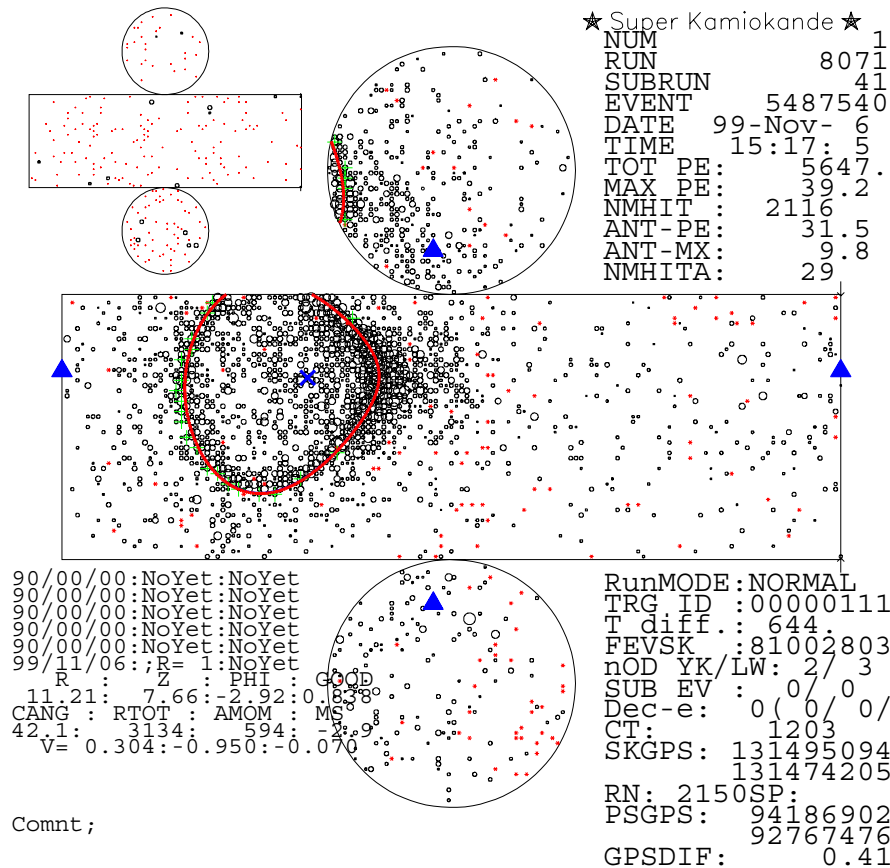 ★ Super Kamiokande ★
NUM 1
RUN 8071
SUBRUN 41
EVENT 5487540
DATE 99-Nov- 6
TIME 15:17: 5
TOT PE: 5647.
MAX PE: 39.2
NMHIT : 2116
ANT-PE: 31.5
ANT-MX: 9.8
NMHITA: 29
90/00/00:NoYet:NoYet
90/00/00:NoYet:NoYet
90/00/00:NoYet:NoYet
90/00/00:NoYet:NoYet
90/00/00:NoYet:NoYet
99/11/06:;R= 1:NoYet
R : Z : PHI : GOOD
11.21: 7.66:-2.92:0.838
CANG : RTOT : AMOM : MS
42.1: 3134: 594: -2.9
V= 0.304:-0.950:-0.070
Comnt;
RunMODE:NORMAL
TRG ID :00000111
T diff.: 644.
FEVSK :81002803
nOD YK/LW: 2/ 3
SUB EV : 0/ 0
Dec-e: 0( 0/ 0/
CT: 1203
SKGPS: 131495094
131474205
RN: 2150SP:
PSGPS: 94186902
92767476
GPSDIF: 0.41